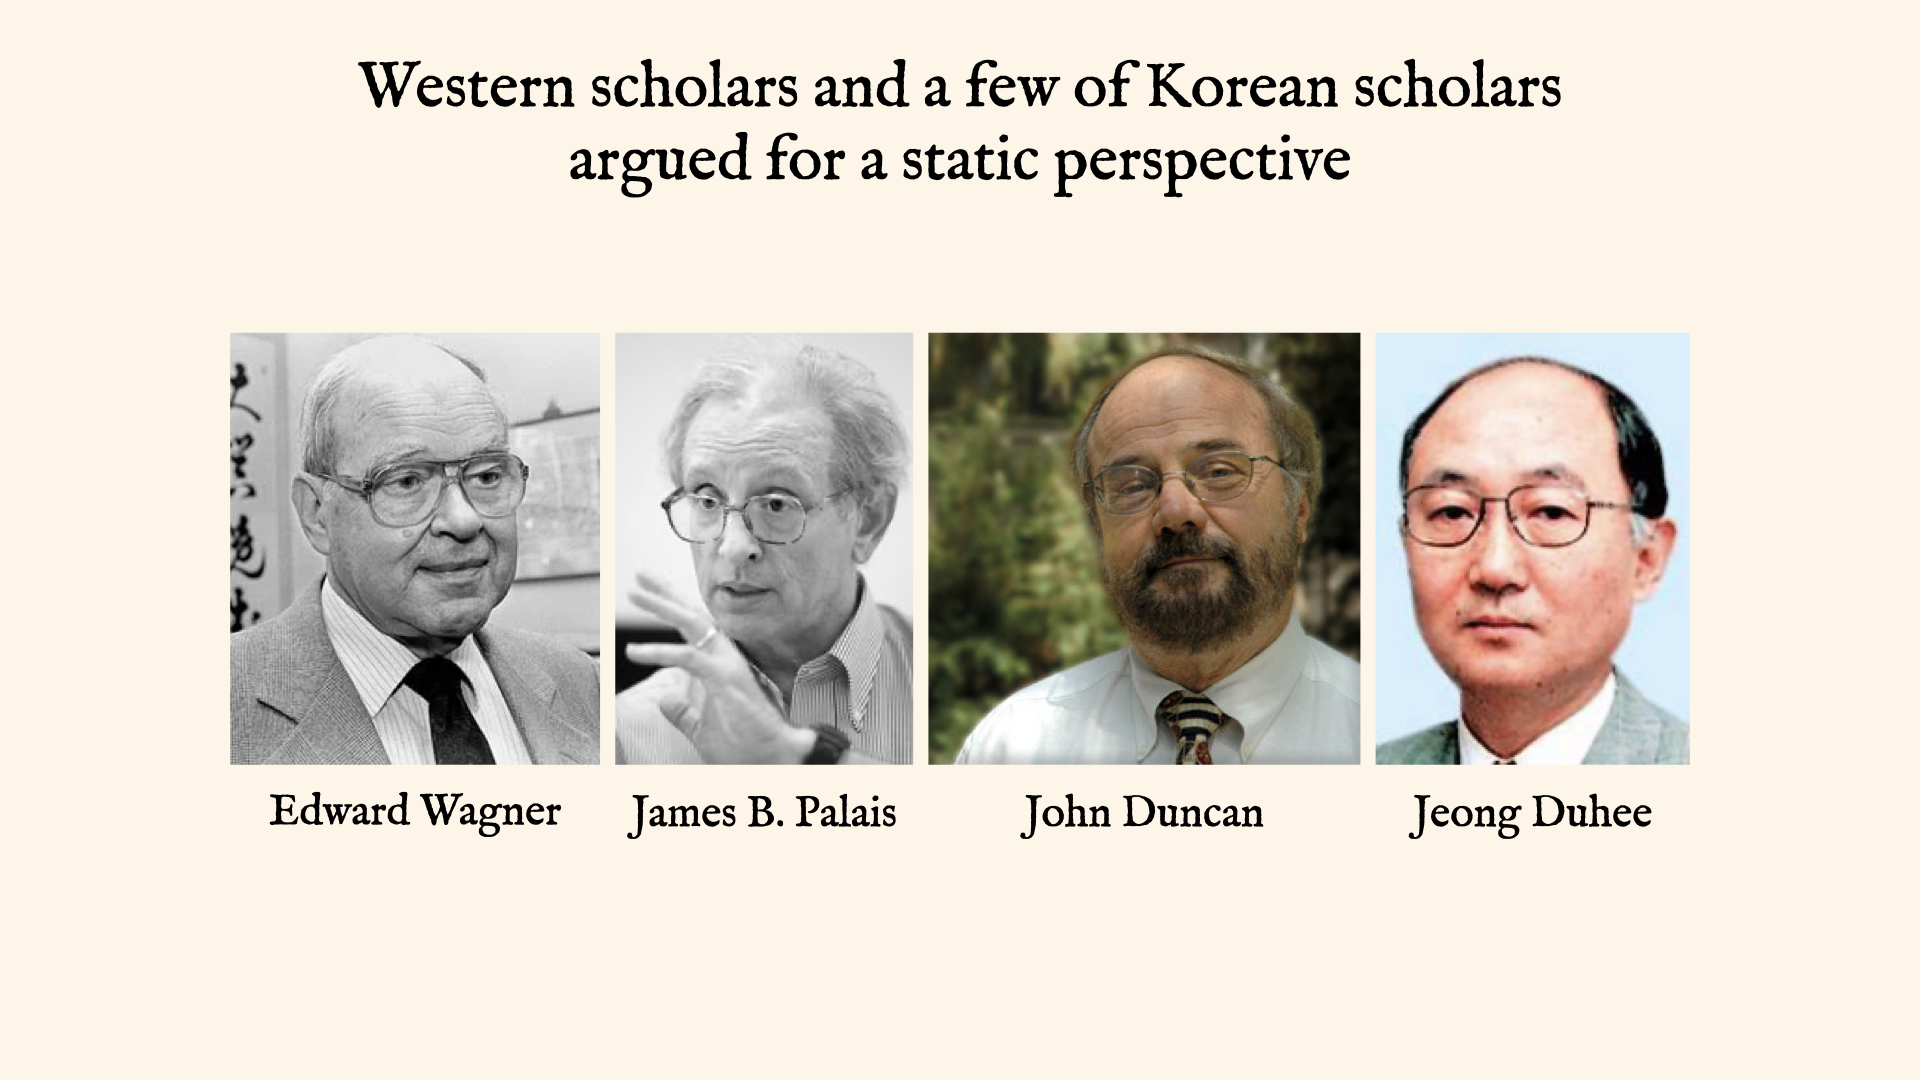 Western scholars and a few of Korean scholars
argued for a static perspective
Edward Wagner
James B. Palais
John Duncan
Jeong Duhee